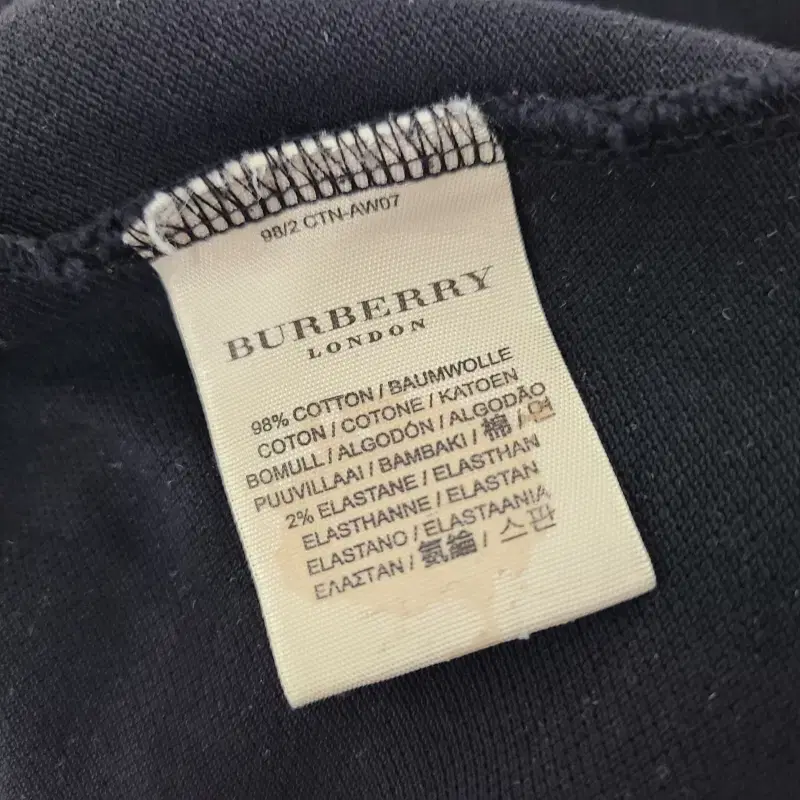 98/2 CTN-AW07
BURBERRY
LONDON
98% COTTON / BAUMWOLLE
COTON / COTONE / KATOEN
BOMULL / ALGODÓN / ALGODÃO
PUUVILLAAI / BAMBAKI / 棉 / 면
2% ELASTANE / ELASTHAN
ELASTHANNE / ELASTAN
ELASTANO / ELASTAANIA
ΕΛΑΣΤΑΝ / 氨綸 / 스판